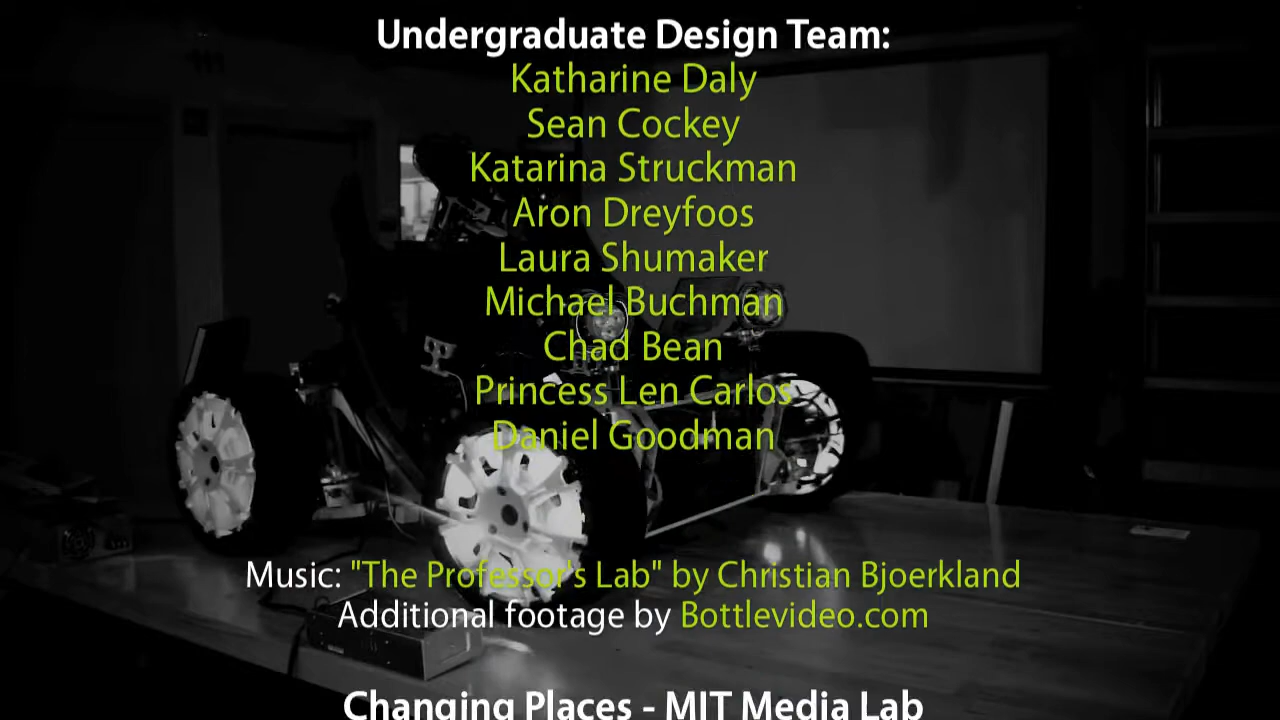 Undergraduate Design Team:
Katharine Daly
Sean Cockey
Katarina Struckman
Aron Dreyfoos
Laura Shumaker
Michael Buchman
Chad Bean
Princess Len Carlos
Daniel Goodman
Music: "The Professor's Lab" by Christian Bjoerkland
Additional footage by Bottlevideo.com
Changing Places - MIT Media Lab